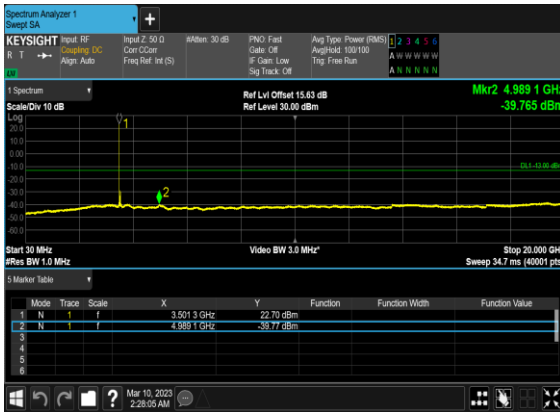 Spectrum Analyzer 1
Swept SA
+
KEYSIGHT Input: RF Input Z: 50 Ω #Atten: 30 dB PNO: Fast Avg Type: Power (RMS) 1 2 3 4 5 6
R T Coupling: DC Corr CCorr Gate: Off Avg|Hold: 100/100 A W W W W W
Align: Auto Freq Ref: Int (S) IF Gain: Low Trig: Free Run
LXI Sig Track: Off A N N N N N
1 Spectrum
Ref Lvl Offset 15.63 dB Mkr2 4.989 1 GHz
Scale/Div 10 dB Ref Level 30.00 dBm -39.765 dBm
Log
1
20.0
10.0
0.00
-10.0
DL1 -13.00 dBm
-20.0
-30.0
2
-40.0
-50.0
-60.0
Start 30 MHz Video BW 3.0 MHz* Stop 20.000 GHz
#Res BW 1.0 MHz Sweep 34.7 ms (40001 pts)
5 Marker Table
Mode Trace Scale X Y Function Function Width Function Value
1 N 1 f 3.501 3 GHz 22.70 dBm
2 N 1 f 4.989 1 GHz -39.77 dBm
3
4
5
6
? Mar 10, 2023
2:28:05 AM